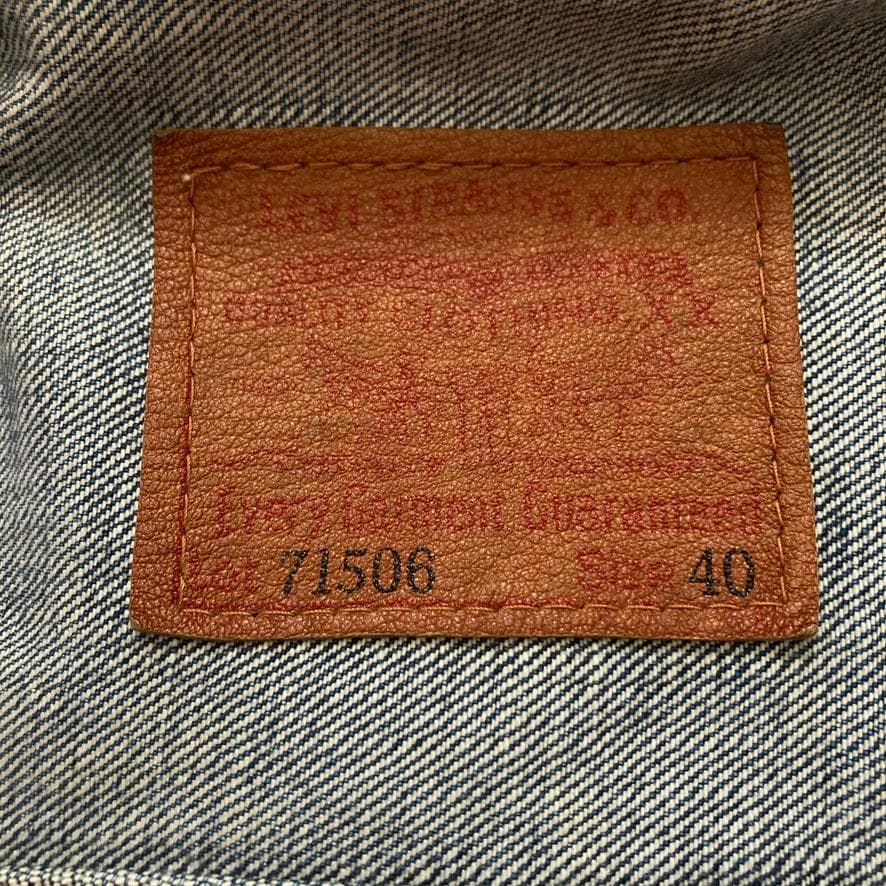 LEVI STRAUSS & CO.
QUALITY CLOTHING XX
Every Garment Guaranteed
Lot 71506 Size 40